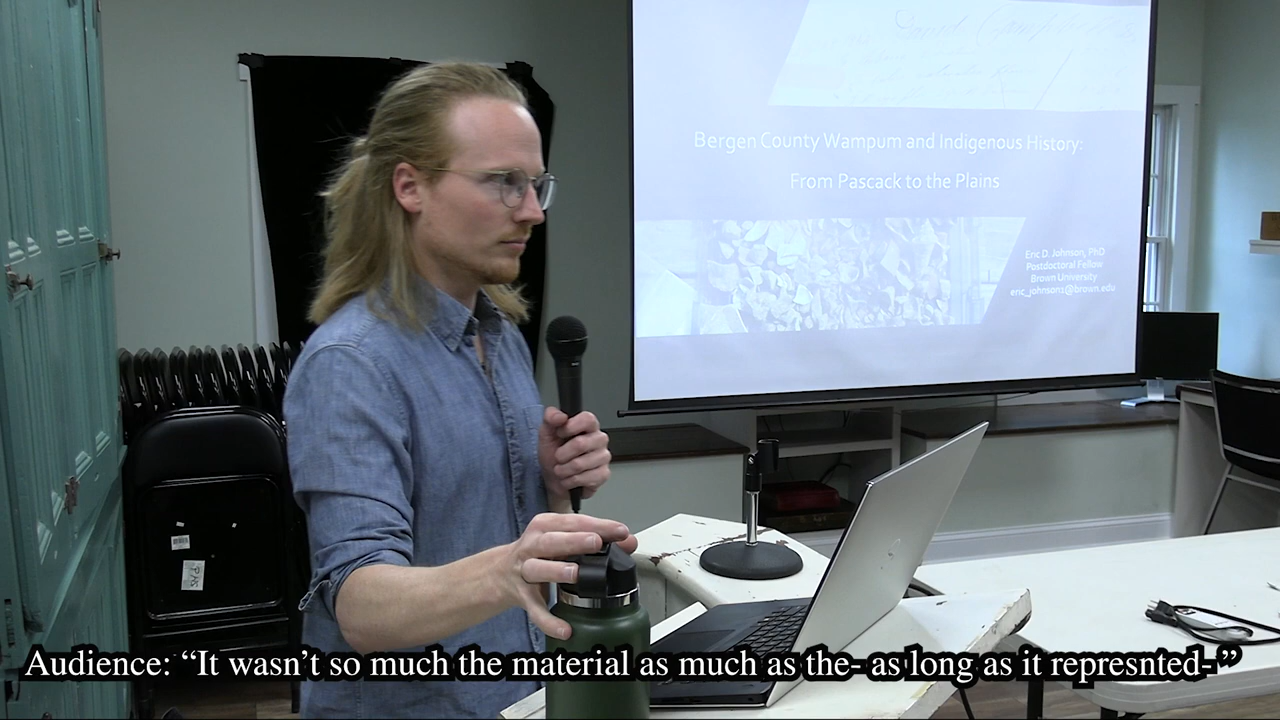 Bergen County Wampum and Indigenous History:
From Pascack to the Plains
Eric D. Johnson, PhD
Postdoctoral Fellow
Brown University
eric_johnson1@brown.edu
Audience: “It wasn’t so much the material as much as the- as long as it represnted- ”